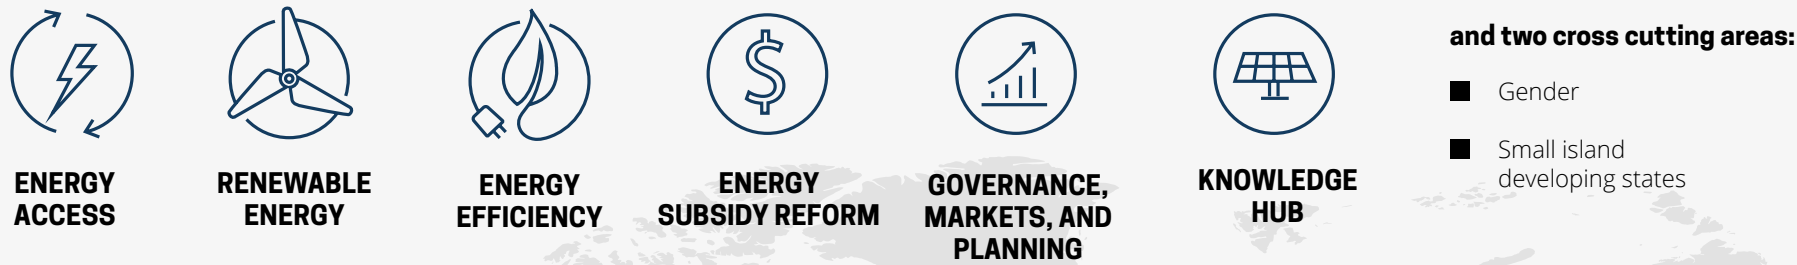 ENERGY
ACCESS
RENEWABLE
ENERGY
ENERGY
EFFICIENCY
$
ENERGY
SUBSIDY REFORM
GOVERNANCE,
MARKETS, AND
PLANNING
KNOWLEDGE
HUB
and two cross cutting areas:
Gender
Small island
developing states